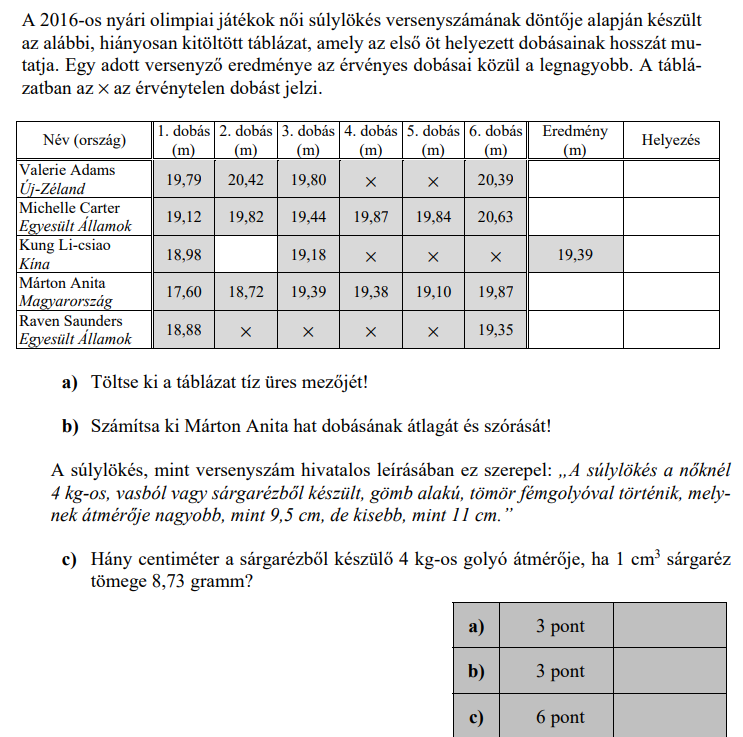 A 2016-os nyári olimpiai játékok női súlylökés versenyszámának döntője alapján készült
az alábbi, hiányosan kitöltött táblázat, amely az első öt helyezett dobásainak hosszát mu-
tatja. Egy adott versenyző eredménye az érvényes dobásai közül a legnagyobb. A táblá-
zatban az × az érvénytelen dobást jelzi.
Név (ország) 1. dobás (m) 2. dobás (m) 3. dobás (m) 4. dobás (m) 5. dobás (m) 6. dobás (m) Eredmény (m) Helyezés
Valerie Adams Új-Zéland 19,79 20,42 19,80 × × 20,39
Michelle Carter Egyesült Államok 19,12 19,82 19,44 19,87 19,84 20,63
Kung Li-csiao Kína 18,98 19,18 × × × 19,39
Márton Anita Magyarország 17,60 18,72 19,39 19,38 19,10 19,87
Raven Saunders Egyesült Államok 18,88 × × × × 19,35
a) Töltse ki a táblázat tíz üres mezőjét!
b) Számítsa ki Márton Anita hat dobásának átlagát és szórását!
A súlylökés, mint versenyszám hivatalos leírásában ez szerepel: „A súlylökés a nőknél
4 kg-os, vasból vagy sárgarézből készült, gömb alakú, tömör fémgolyóval történik, mely-
nek átmérője nagyobb, mint 9,5 cm, de kisebb, mint 11 cm.”
c) Hány centiméter a sárgarézből készülő 4 kg-os golyó átmérője, ha 1 cm³ sárgaréz
tömege 8,73 gramm?
a) 3 pont
b) 3 pont
c) 6 pont